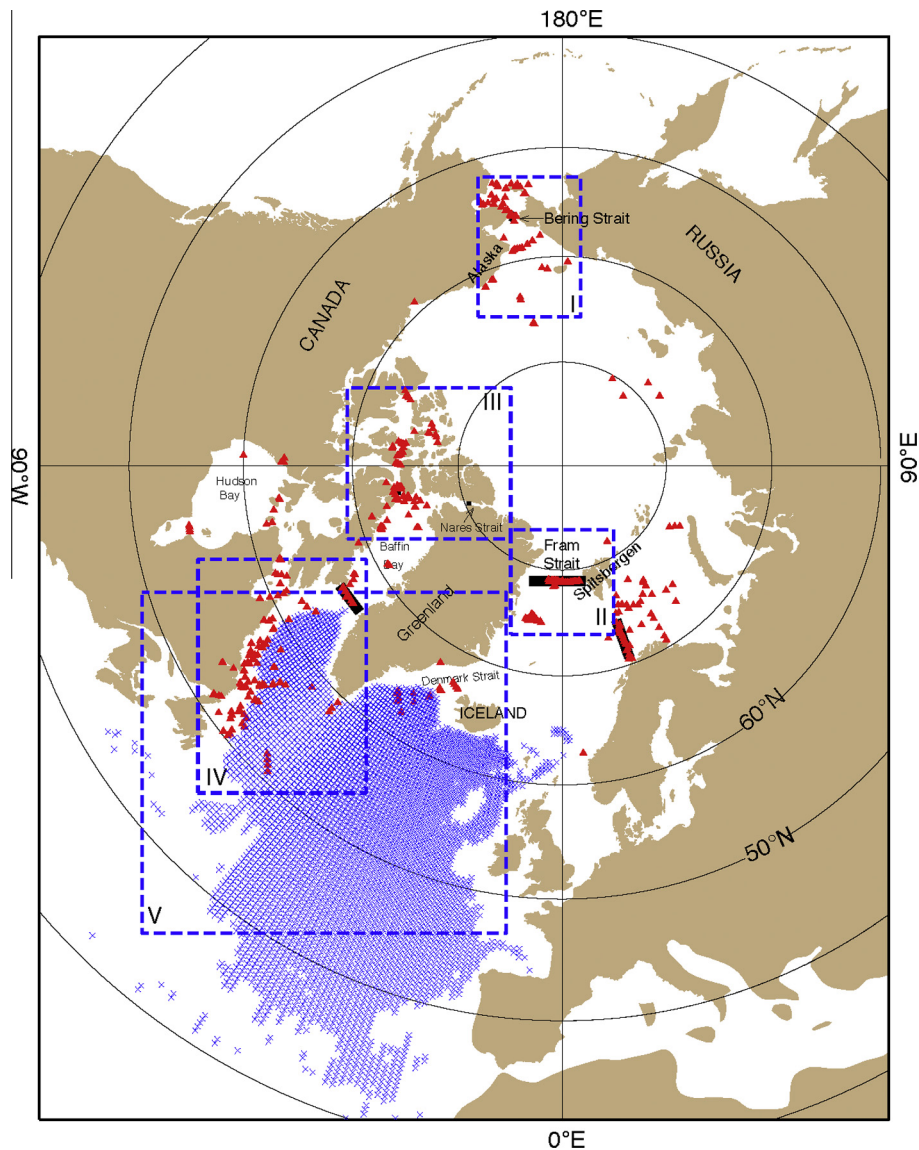 180°E
Bering Strait
Alaska
RUSSIA
I
CANADA
III
90°W
90°E
Hudson
Bay
Nares Strait
Baffin
Bay
Fram
Strait
Spitsbergen
Greenland
II
Denmark Strait
ICELAND
60°N
IV
50°N
V
0°E